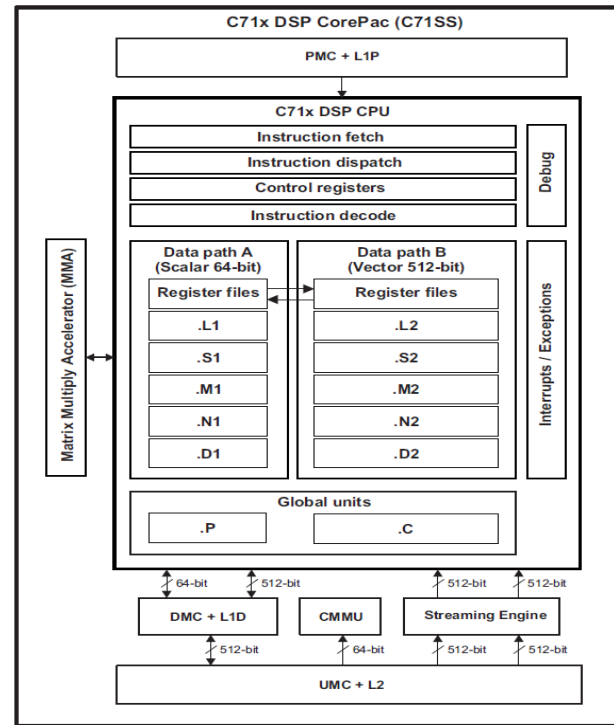 C71x DSP CorePac (C71SS)
PMC + L1P
C71x DSP CPU
Instruction fetch
Instruction dispatch
Control registers
Instruction decode
Debug
Matrix Multiply Accelerator (MMA)
Data path A
(Scalar 64-bit)
Register files
.L1
.S1
.M1
.N1
.D1
Data path B
(Vector 512-bit)
Register files
.L2
.S2
.M2
.N2
.D2
Interrupts / Exceptions
Global units
.P
.C
64-bit
512-bit
512-bit
512-bit
DMC + L1D
CMMU
Streaming Engine
512-bit
64-bit
512-bit
512-bit
UMC + L2